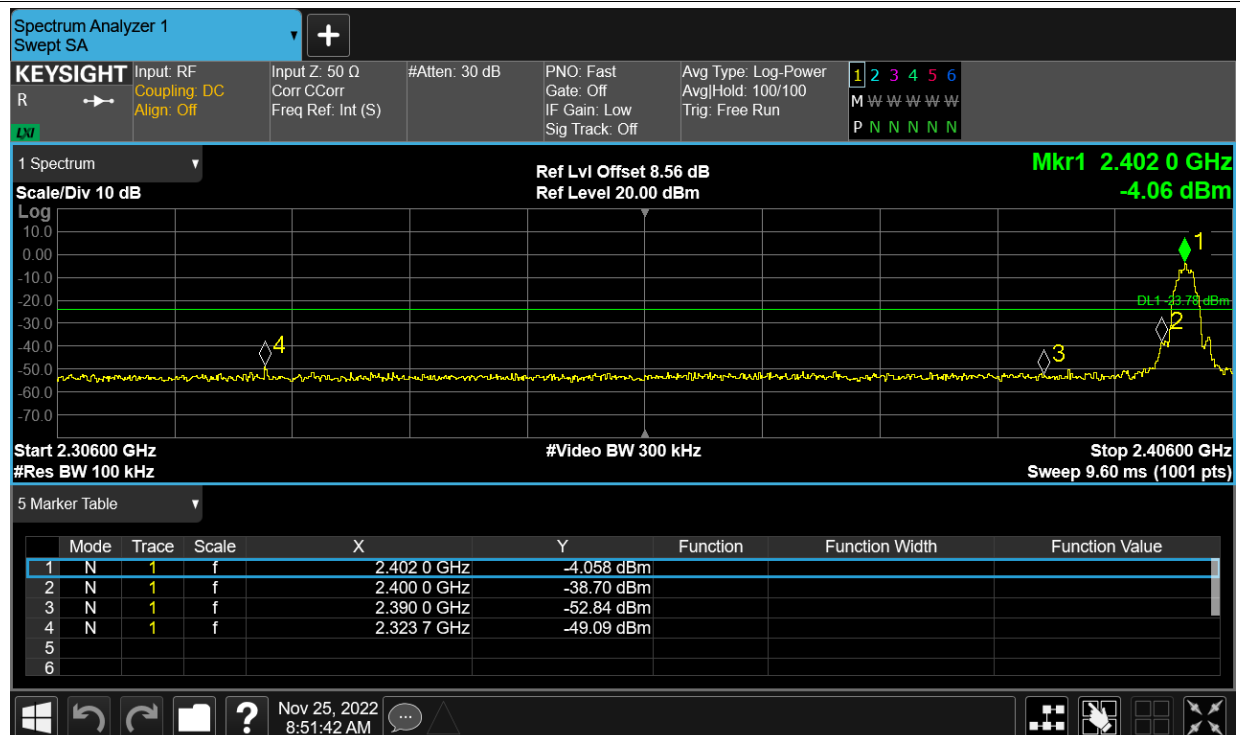 Spectrum Analyzer 1
Swept SA
+
KEYSIGHT
R
LXI
Input: RF
Coupling: DC
Align: Off
Input Z: 50 Ω
Corr CCorr
Freq Ref: Int (S)
#Atten: 30 dB
PNO: Fast
Gate: Off
IF Gain: Low
Sig Track: Off
Avg Type: Log-Power
Avg|Hold: 100/100
Trig: Free Run
1 2 3 4 5 6
M W W W W W
P N N N N N
1 Spectrum
Scale/Div 10 dB
Ref Lvl Offset 8.56 dB
Ref Level 20.00 dBm
Mkr1 2.402 0 GHz
-4.06 dBm
Log
10.0
0.00
-10.0
-20.0
-30.0
-40.0
-50.0
-60.0
-70.0
1
DL1 -23.78 dBm
2
3
4
Start 2.30600 GHz
#Res BW 100 kHz
#Video BW 300 kHz
Stop 2.40600 GHz
Sweep 9.60 ms (1001 pts)
5 Marker Table
Mode Trace Scale X Y Function Function Width Function Value
1 N 1 f 2.402 0 GHz -4.058 dBm
2 N 1 f 2.400 0 GHz -38.70 dBm
3 N 1 f 2.390 0 GHz -52.84 dBm
4 N 1 f 2.323 7 GHz -49.09 dBm
5
6
?
Nov 25, 2022
8:51:42 AM